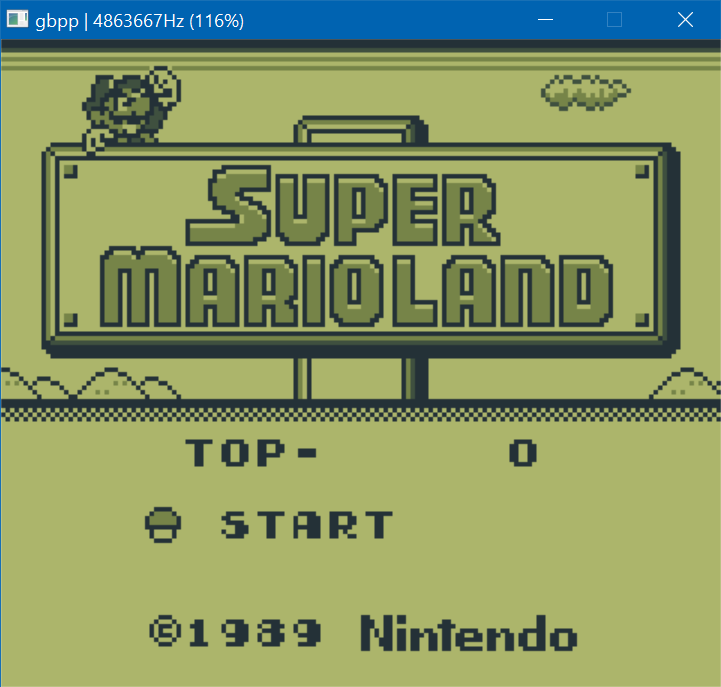 gbpp | 4863667Hz (116%)
SUPER
MARIOLAND
TOP- 0
START
©1989 Nintendo